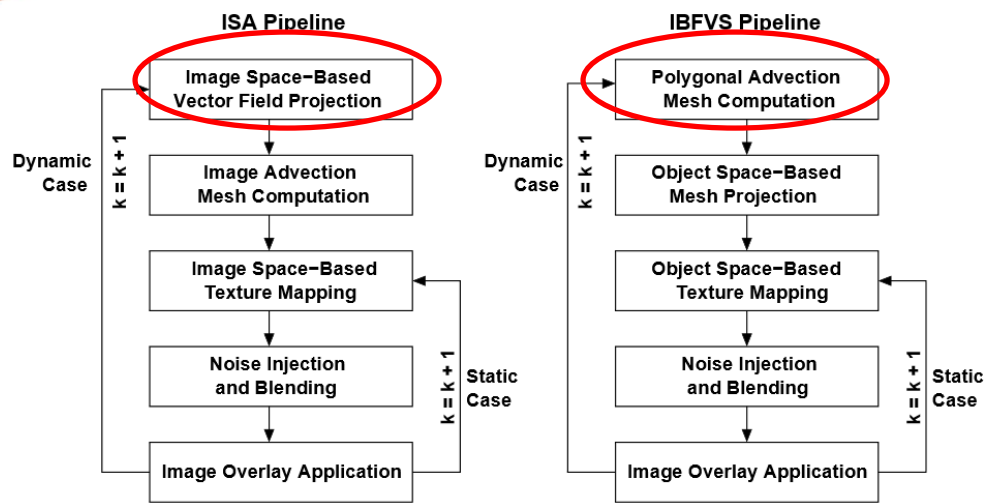 ISA Pipeline
Image Space−Based
Vector Field Projection
Image Advection
Mesh Computation
Image Space−Based
Texture Mapping
Noise Injection
and Blending
Image Overlay Application
Dynamic
Case
k = k + 1
k = k + 1
Static
Case
IBFVS Pipeline
Polygonal Advection
Mesh Computation
Object Space−Based
Mesh Projection
Object Space−Based
Texture Mapping
Noise Injection
and Blending
Image Overlay Application
Dynamic
Case
k = k + 1
k = k + 1
Static
Case